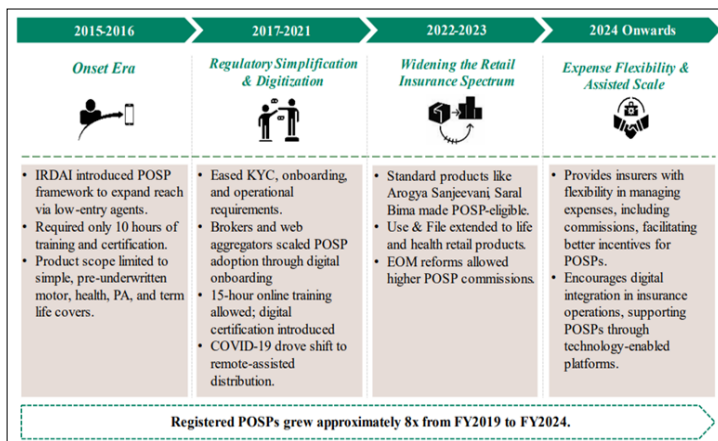 2015-2016
Onset Era
• IRDAI introduced POSP
framework to expand reach
via low-entry agents.
• Required only 10 hours of
training and certification.
• Product scope limited to
simple, pre-underwritten
motor, health, PA, and term
life covers.
2017-2021
Regulatory Simplification
& Digitization
• Eased KYC, onboarding,
and operational
requirements.
• Brokers and web
aggregators scaled POSP
adoption through digital
onboarding
• 15-hour online training
allowed; digital
certification introduced
• COVID-19 drove shift to
remote-assisted
distribution.
2022-2023
Widening the Retail
Insurance Spectrum
• Standard products like
Arogya Sanjeevani, Saral
Bima made POSP-eligible.
• Use & File extended to life
and health retail products.
• EOM reforms allowed
higher POSP commissions.
2024 Onwards
Expense Flexibility &
Assisted Scale
• Provides insurers with
flexibility in managing
expenses, including
commissions, facilitating
better incentives for
POSPs.
• Encourages digital
integration in insurance
operations, supporting
POSPs through
technology-enabled
platforms.
Registered POSPs grew approximately 8x from FY2019 to FY2024.